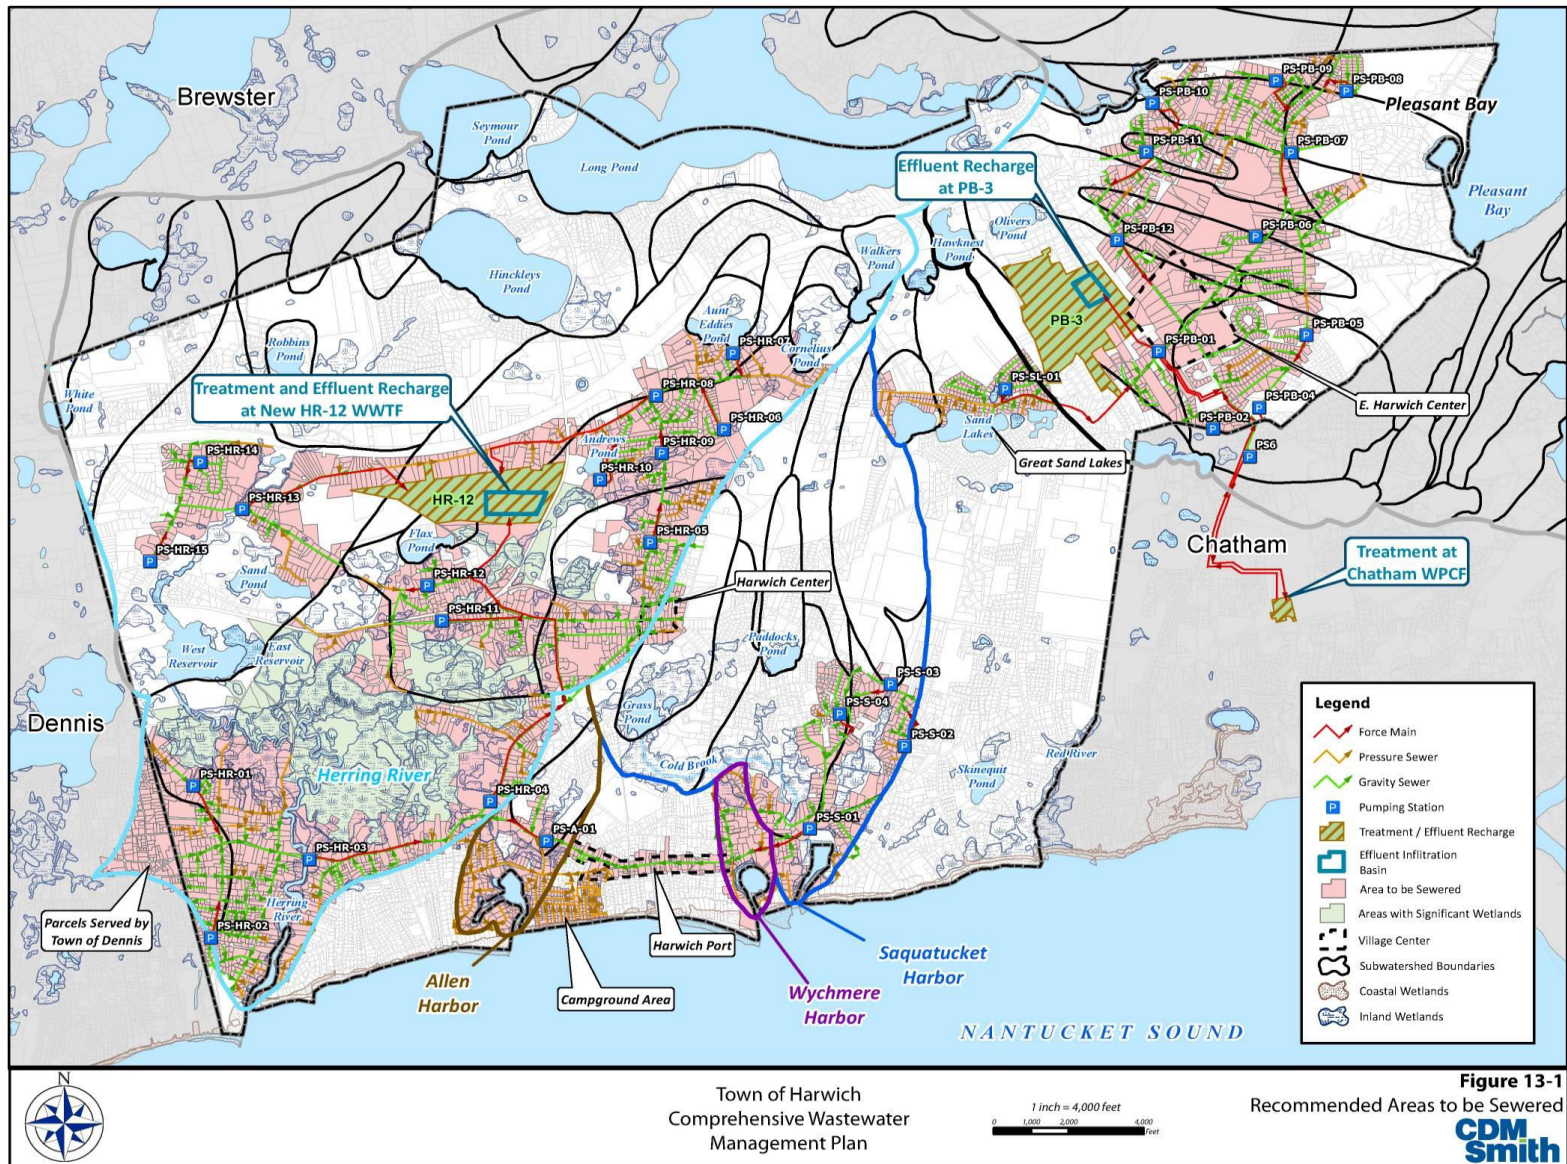 Brewster
Seymour
Pond
Long Pond
Hinckleys
Pond
Robbins
Pond
White
Pond
Aunt
Eddies
Pond
Cornelius
Pond
Walkers
Pond
Hawknest
Pond
Olivers
Pond
Pleasant Bay
Pleasant
Bay
Effluent Recharge
at PB-3
PS-PB-09
PS-PB-08
PS-PB-10
PS-PB-11
PS-PB-07
PS-PB-12
PS-PB-06
PB-3
PS-PB-01
PS-PB-05
PS-PB-04
PS-PB-02
PS6
E. Harwich Center
PS-SL-01
Sand
Lakes
Great Sand Lakes
Treatment and Effluent Recharge
at New HR-12 WWTF
PS-HR-07
PS-HR-08
PS-HR-06
PS-HR-09
Andrews
Pond
PS-HR-10
HR-12
PS-HR-14
PS-HR-13
PS-HR-15
PS-HR-05
Flax
Pond
Sand
Pond
PS-HR-12
PS-HR-11
Harwich Center
Chatham
Treatment at
Chatham WPCF
West
Reservoir
East
Reservoir
Paddocks
Pond
Grass
Pond
PS-S-03
PS-S-04
PS-S-02
Dennis
Cold Brook
Skinequit
Pond
Red River
PS-HR-01
Herring River
PS-HR-04
PS-A-01
PS-S-01
PS-HR-03
Herring
River
PS-HR-02
Parcels Served by
Town of Dennis
Harwich Port
Campground Area
Allen
Harbor
Wychmere
Harbor
Saquatucket
Harbor
NANTUCKET SOUND
Legend
Force Main
Pressure Sewer
Gravity Sewer
Pumping Station
Treatment / Effluent Recharge
Effluent Inflitration
Basin
Area to be Sewered
Areas with Significant Wetlands
Village Center
Subwatershed Boundaries
Coastal Wetlands
Inland Wetlands
N
Town of Harwich
Comprehensive Wastewater
Management Plan
1 inch = 4,000 feet
0 1,000 2,000 4,000
Feet
Figure 13-1
Recommended Areas to be Sewered
CDM
Smith